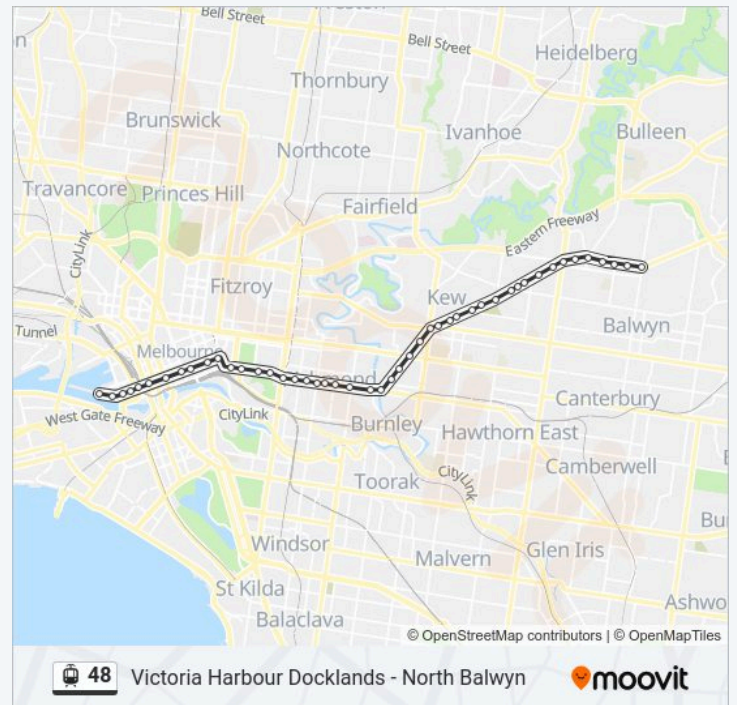 Bell Street
Bell Street
Heidelberg
Thornbury
Brunswick
Ivanhoe
Bulleen
Northcote
Travancore
Princes Hill
Fairfield
CityLink
Eastern Freeway
Fitzroy
Kew
Tunnel
Balwyn
Melbourne
Canterbury
West Gate Freeway
CityLink
Burnley
Hawthorn East
Camberwell
Toorak
CityLink
Windsor
Glen Iris
Malvern
St Kilda
Balaclava
Ashwo
© OpenStreetMap contributors | © OpenMapTiles
48 Victoria Harbour Docklands - North Balwyn moovit